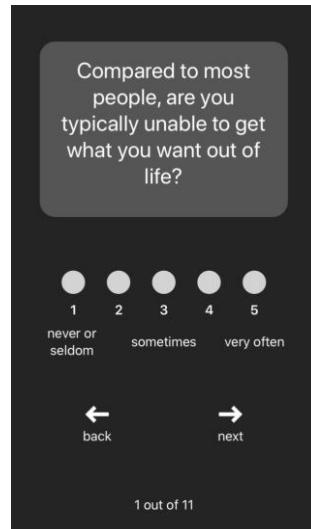 Compared to most
people, are you
typically unable to get
what you want out of
life?
1 2 3 4 5
never or
seldom
sometimes
very often
back
next
1 out of 11